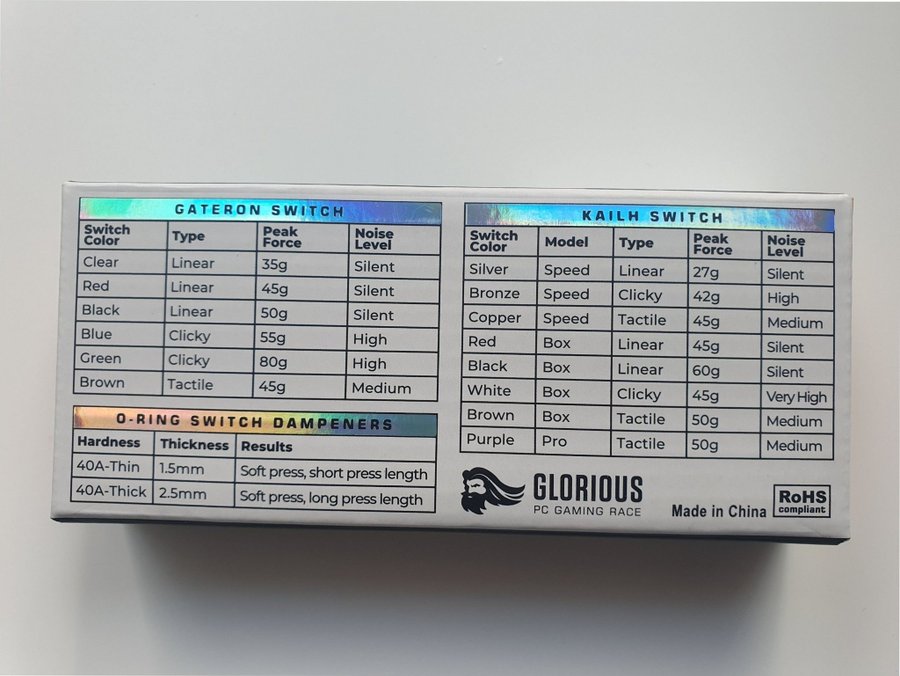 GATERON SWITCH
Switch Color Type Peak Force Noise Level
Clear Linear 35g Silent
Red Linear 45g Silent
Black Linear 50g Silent
Blue Clicky 55g High
Green Clicky 80g High
Brown Tactile 45g Medium
O-RING SWITCH DAMPENERS
Hardness Thickness Results
40A-Thin 1.5mm Soft press, short press length
40A-Thick 2.5mm Soft press, long press length
KAILH SWITCH
Switch Color Model Type Peak Force Noise Level
Silver Speed Linear 27g Silent
Bronze Speed Clicky 42g High
Copper Speed Tactile 45g Medium
Red Box Linear 45g Silent
Black Box Linear 60g Silent
White Box Clicky 45g Very High
Brown Box Tactile 50g Medium
Purple Pro Tactile 50g Medium
GLORIOUS
PC GAMING RACE
Made in China
RoHS
compliant